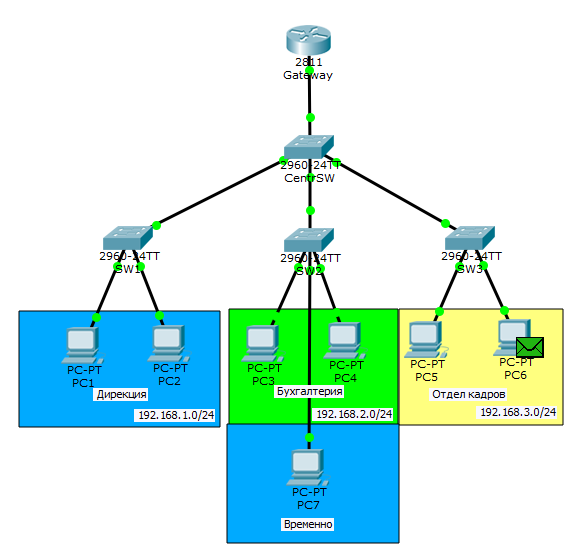 2811
Gateway
2960-24TT
CentrSW
2960-24TT
SW1
2960-24TT
SW2
2960-24TT
SW3
PC-PT
PC1
PC-PT
PC2
Дирекция
192.168.1.0/24
PC-PT
PC3
PC-PT
PC4
Бухгалтерия
192.168.2.0/24
PC-PT
PC5
PC-PT
PC6
Отдел кадров
192.168.3.0/24
PC-PT
PC7
Временно